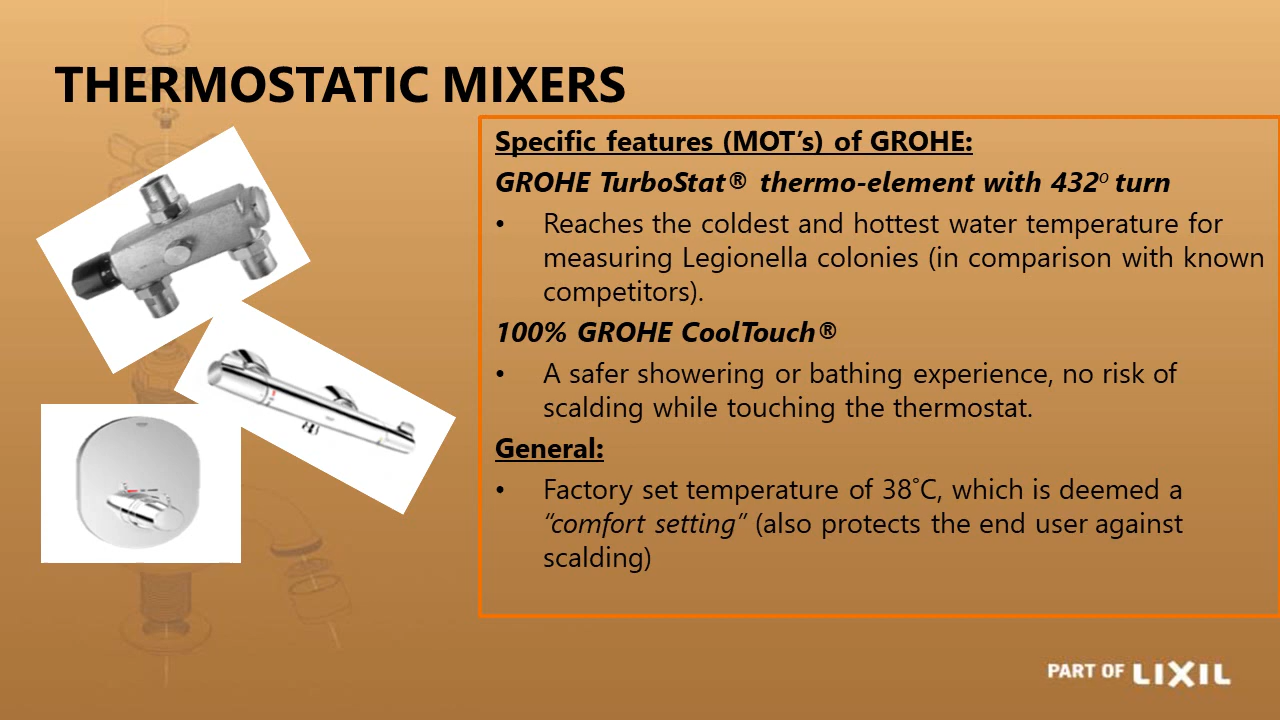 THERMOSTATIC MIXERS
Specific features (MOT’s) of GROHE:
GROHE TurboStat® thermo-element with 432º turn
• Reaches the coldest and hottest water temperature for
measuring Legionella colonies (in comparison with known
competitors).
100% GROHE CoolTouch®
• A safer showering or bathing experience, no risk of
scalding while touching the thermostat.
General:
• Factory set temperature of 38˚C, which is deemed a
“comfort setting” (also protects the end user against
scalding)
PART OF LIXIL